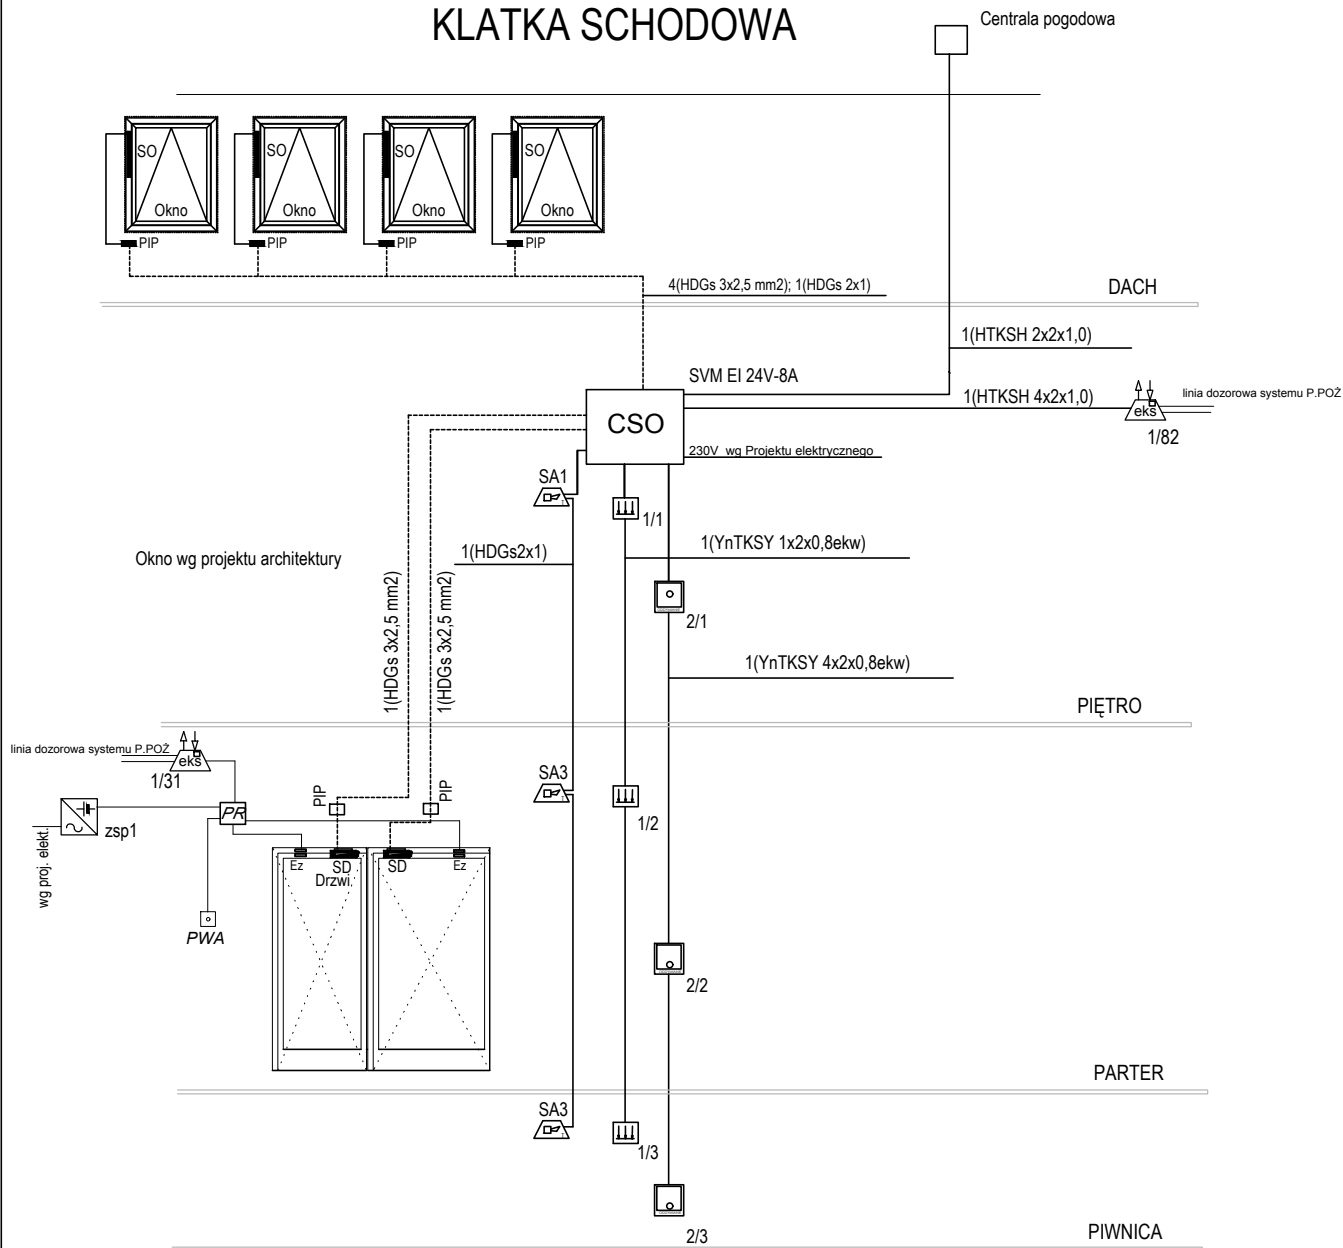 KLATKA SCHODOWA
Centrala pogodowa
SO
SO
SO
SO
Okno
Okno
Okno
Okno
PIP
PIP
PIP
PIP
4(HDGs 3x2,5 mm2); 1(HDGs 2x1)
DACH
1(HTKSH 2x2x1,0)
SVM EI 24V-8A
1(HTKSH 4x2x1,0)
linia dozorowa systemu P.POŻ
eks
1/82
CSO
230V wg Projektu elektrycznego
SA1
1/1
Okno wg projektu architektury
1(HDGs2x1)
1(YnTKSY 1x2x0,8ekw)
1(HDGs 3x2,5 mm2)
1(HDGs 3x2,5 mm2)
2/1
1(YnTKSY 4x2x0,8ekw)
PIĘTRO
linia dozorowa systemu P.POŻ
eks
1/31
SA3
PIP
PIP
1/2
PR
zsp1
wg proj. elekt.
Ez
SD
SD
Ez
Drzwi
PWA
2/2
PARTER
SA3
1/3
2/3
PIWNICA